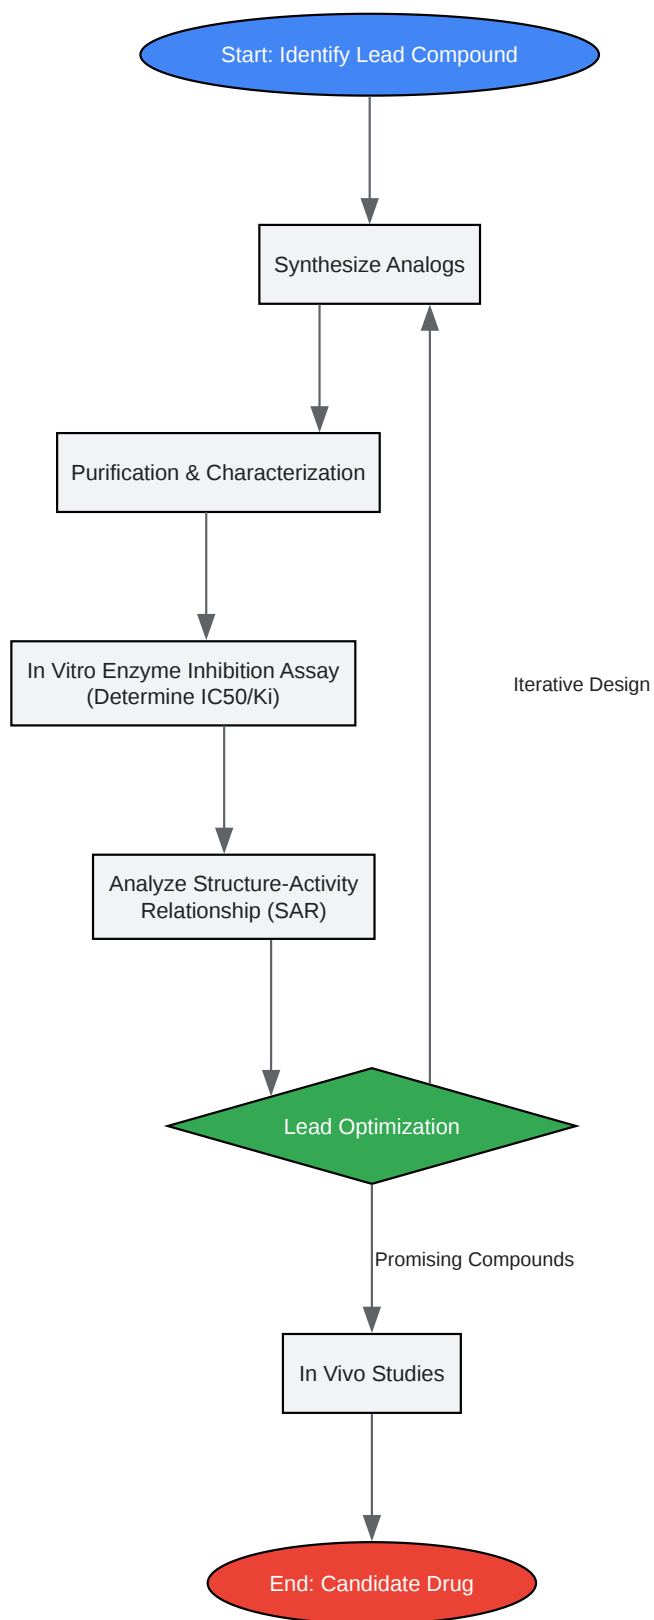 Start: Identify Lead Compound
Synthesize Analogs
Purification & Characterization
In Vitro Enzyme Inhibition Assay
(Determine IC50/Ki)
Iterative Design
Analyze Structure-Activity
Relationship (SAR)
Lead Optimization
Promising Compounds
In Vivo Studies
End: Candidate Drug